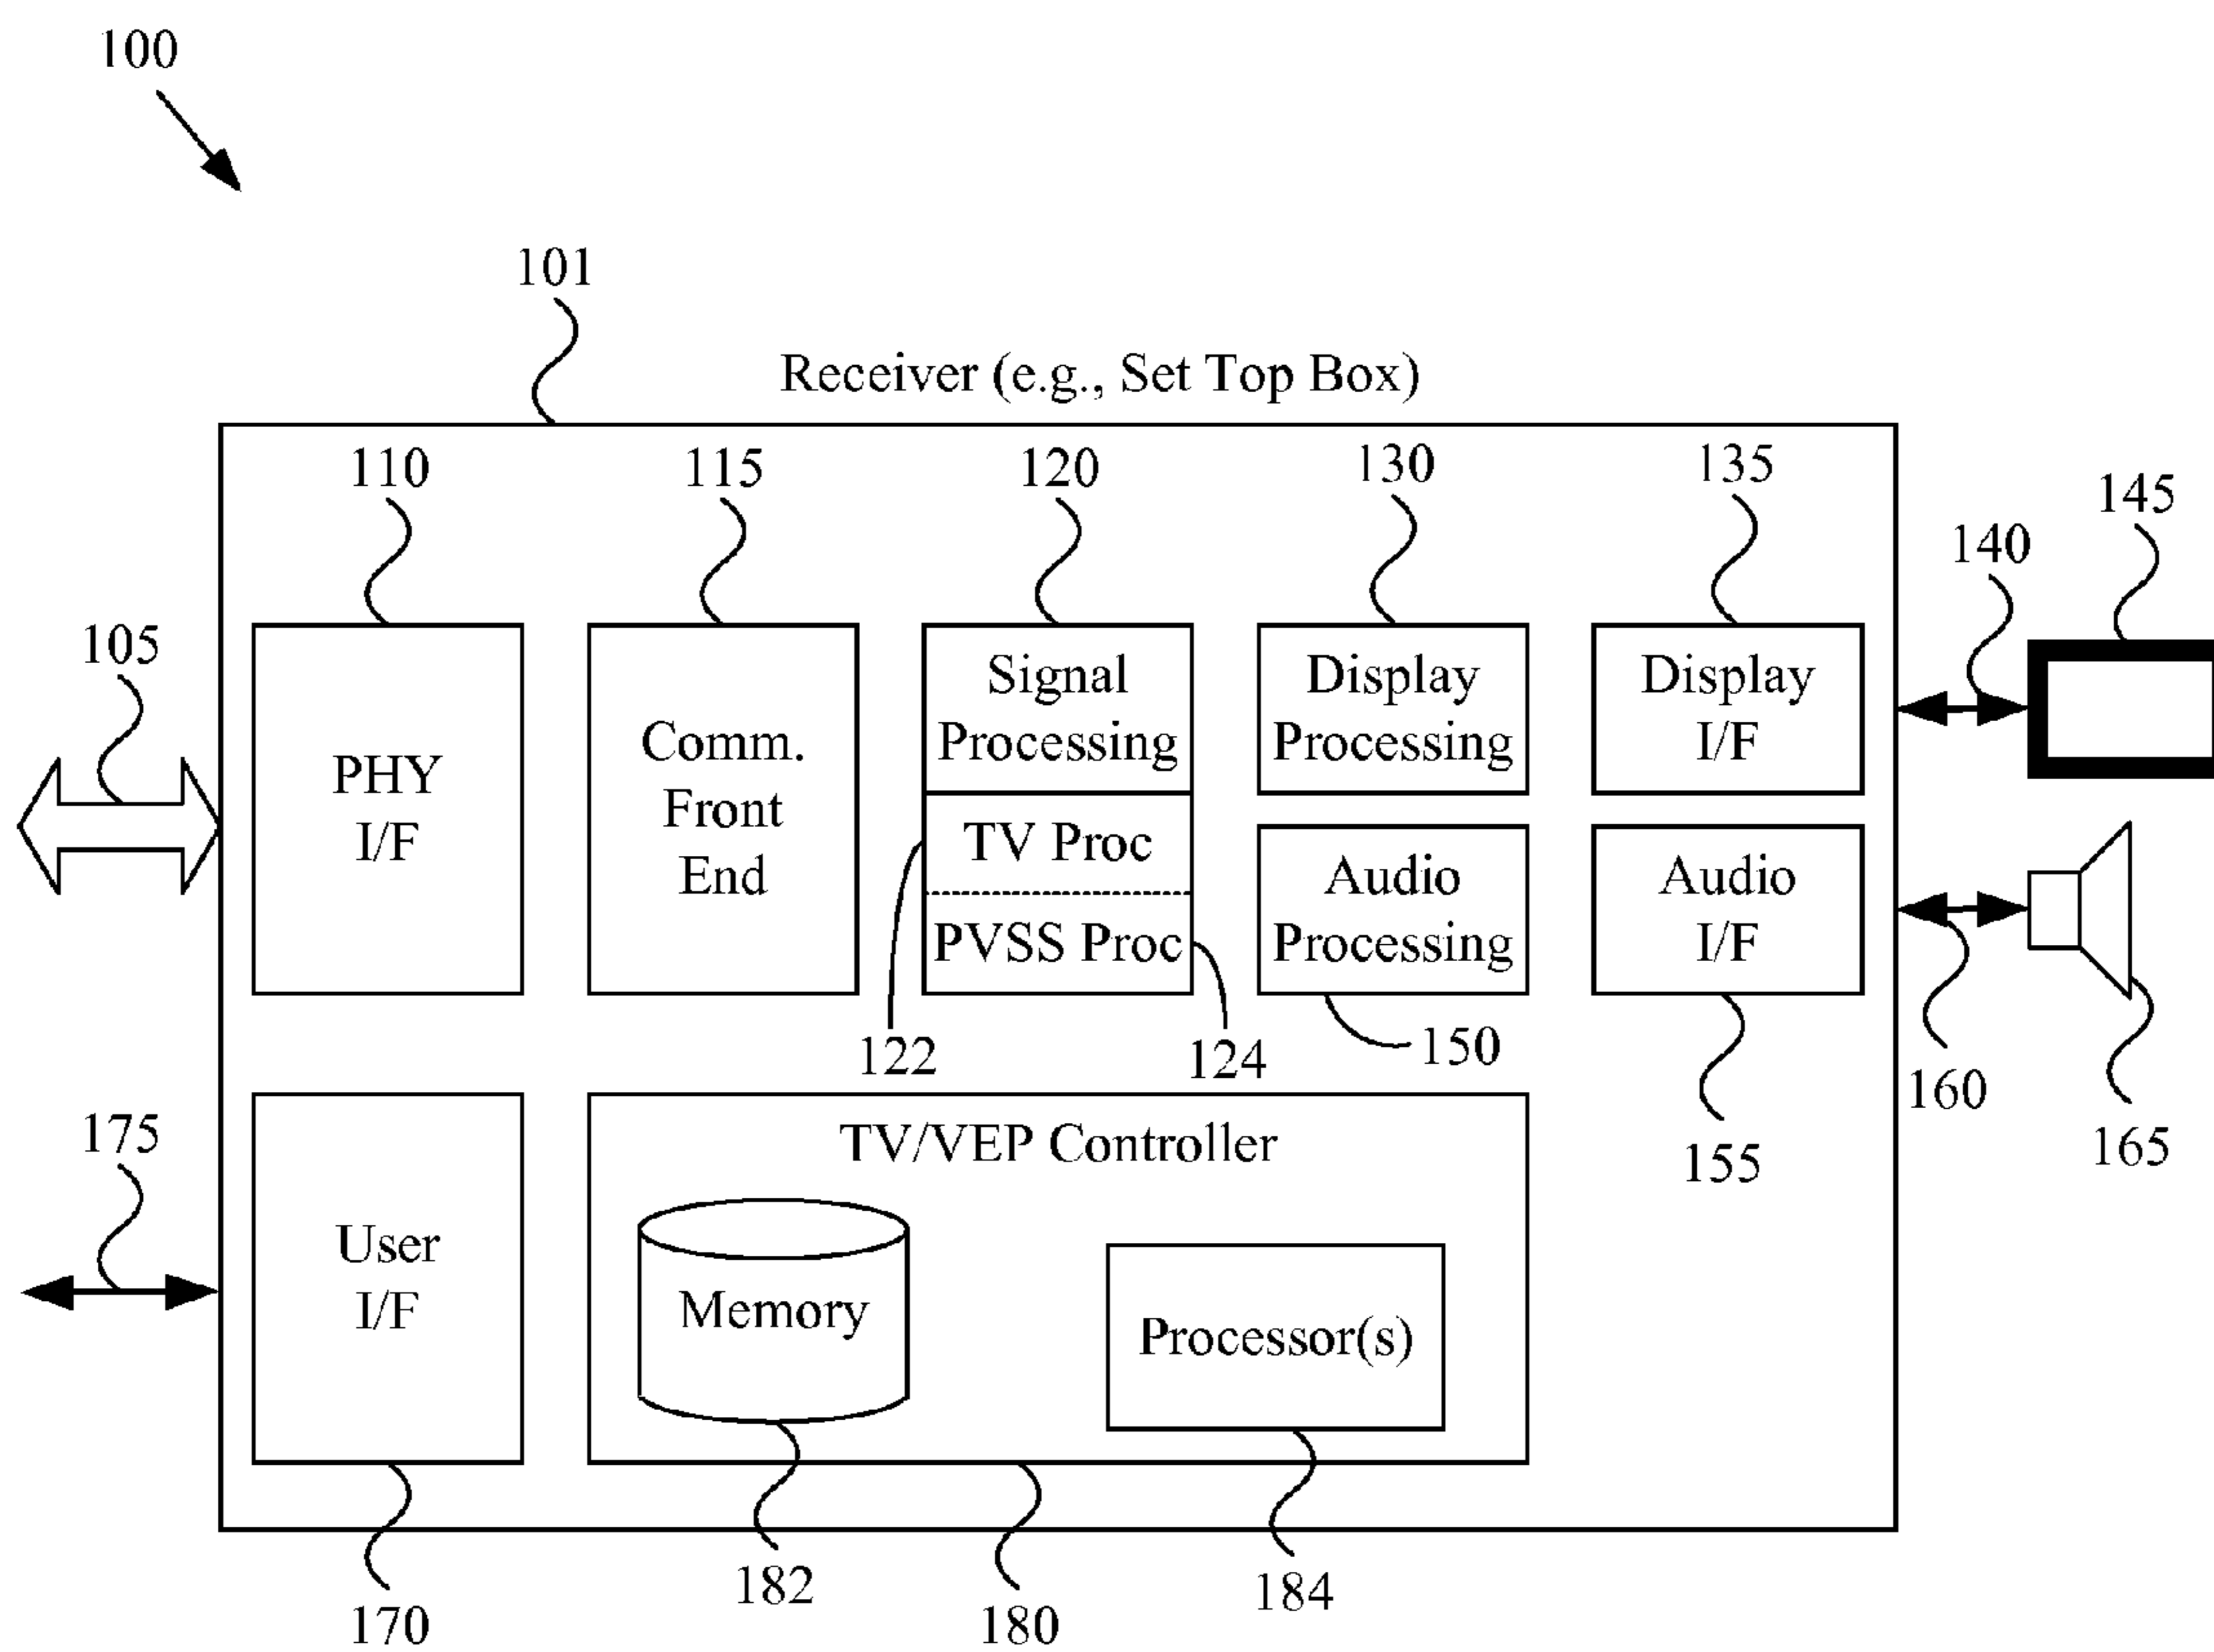 100
101
Receiver (e.g., Set Top Box)
110
115
120
130
135
145
140
105
PHY
I/F
Comm.
Front
End
Signal
Processing
TV Proc
PVSS Proc
Display
Processing
Display
I/F
Audio
Processing
Audio
I/F
122
124
150
155
160
165
175
User
I/F
TV/VEP Controller
Memory
Processor(s)
170
182
180
184